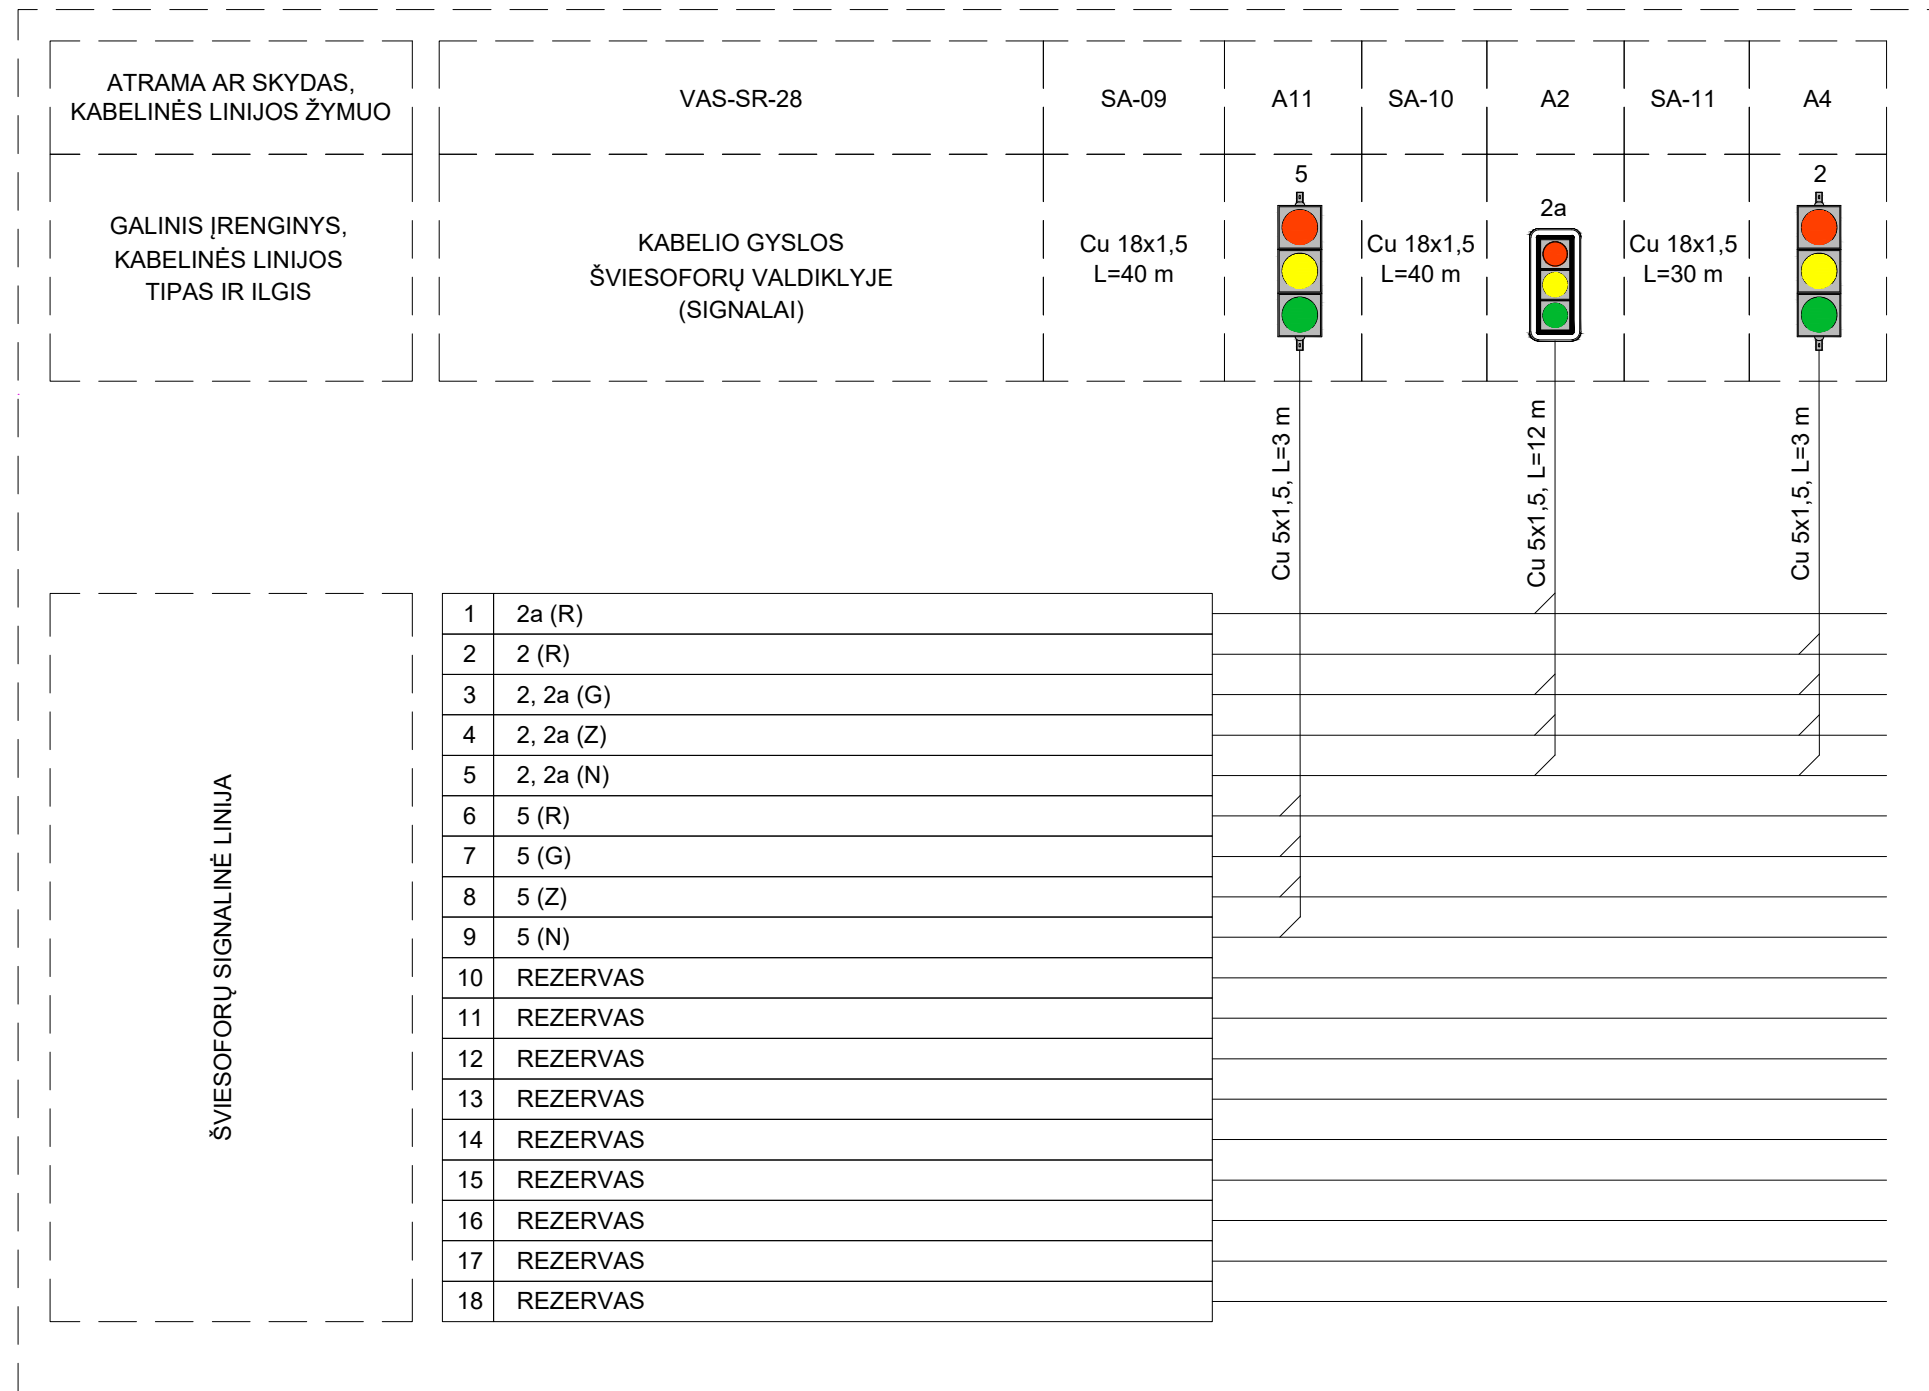 ATRAMA AR SKYDAS,
KABELINĖS LINIJOS ŽYMUO
VAS-SR-28
SA-09
A11
SA-10
A2
SA-11
A4
GALINIS ĮRENGINYS,
KABELINĖS LINIJOS
TIPAS IR ILGIS
KABELIO GYSLOS
ŠVIESOFORŲ VALDIKLYJE
(SIGNALAI)
Cu 18x1,5
L=40 m
5
Cu 18x1,5
L=40 m
2a
Cu 18x1,5
L=30 m
2
Cu 5x1,5, L=3 m
Cu 5x1,5, L=12 m
Cu 5x1,5, L=3 m
ŠVIESOFORŲ SIGNALINĖ LINIJA
1 2a (R)
2 2 (R)
3 2, 2a (G)
4 2, 2a (Z)
5 2, 2a (N)
6 5 (R)
7 5 (G)
8 5 (Z)
9 5 (N)
10 REZERVAS
11 REZERVAS
12 REZERVAS
13 REZERVAS
14 REZERVAS
15 REZERVAS
16 REZERVAS
17 REZERVAS
18 REZERVAS